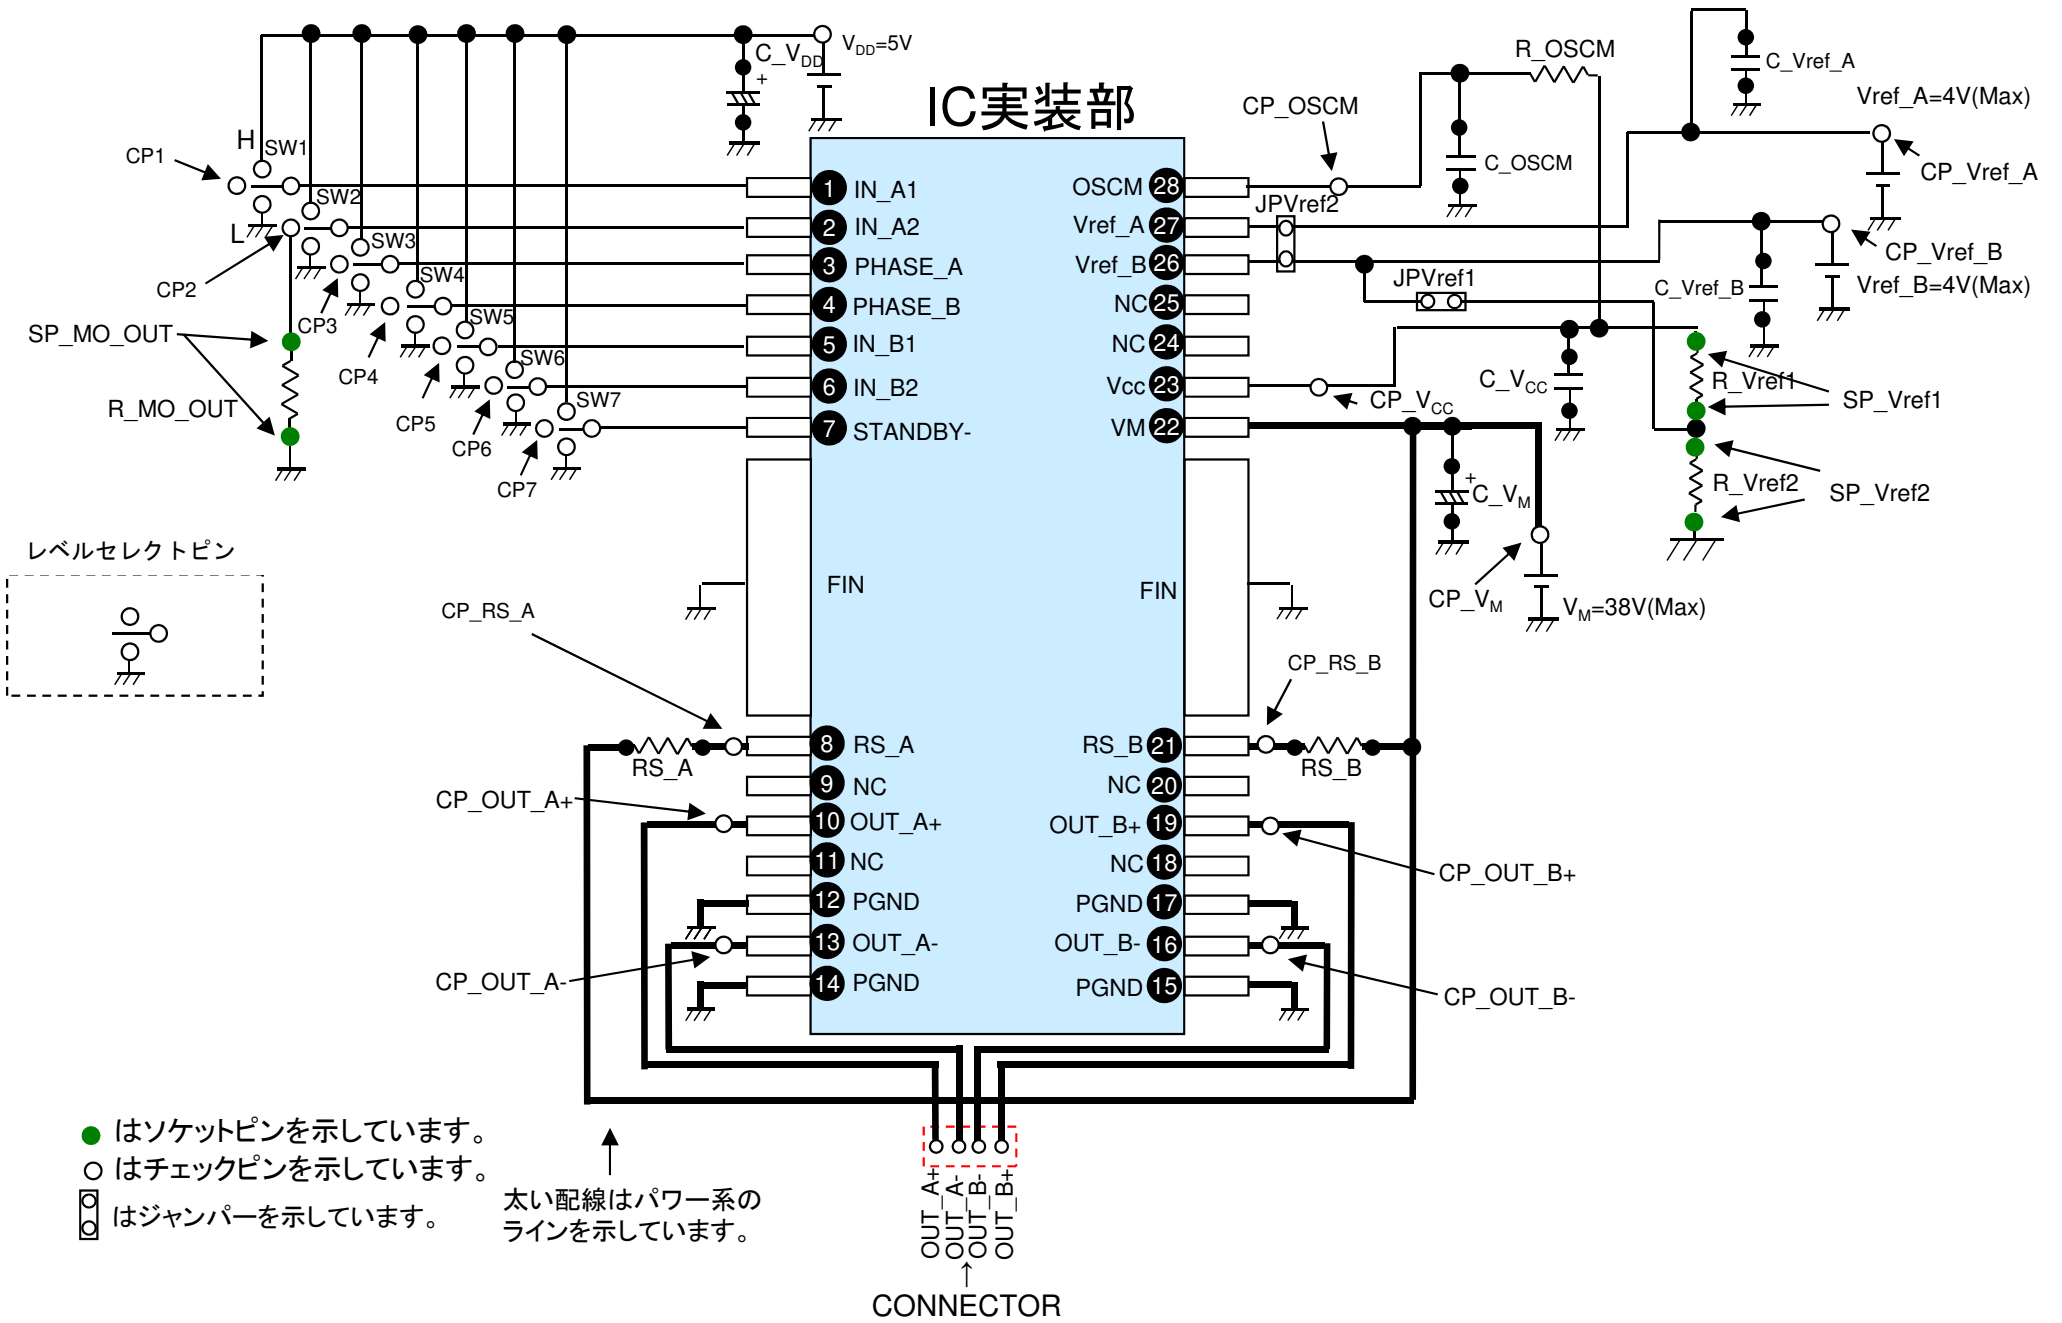 V_DD=5V
C_V_DD
+
IC実装部
R_OSCM
C_Vref_A
Vref_A=4V(Max)
CP_OSCM
C_OSCM
CP_Vref_A
H
SW1
CP1
SW2
L
SW3
CP2
SW4
CP3
SW5
SP_MO_OUT
CP4
SW6
R_MO_OUT
CP5
SW7
CP6
CP7
1 IN_A1
2 IN_A2
3 PHASE_A
4 PHASE_B
5 IN_B1
6 IN_B2
7 STANDBY-
FIN
8 RS_A
9 NC
10 OUT_A+
11 NC
12 PGND
13 OUT_A-
14 PGND
OSCM 28
Vref_A 27
Vref_B 26
NC 25
NC 24
Vcc 23
VM 22
FIN
RS_B 21
NC 20
OUT_B+ 19
NC 18
PGND 17
OUT_B- 16
PGND 15
JPVref2
JPVref1
CP_Vref_B
C_Vref_B
Vref_B=4V(Max)
C_V_CC
CP_V_CC
R_Vref1
SP_Vref1
R_Vref2
SP_Vref2
+
C_V_M
CP_V_M
V_M=38V(Max)
レベルセレクトピン
CP_RS_A
CP_RS_B
RS_A
RS_B
CP_OUT_A+
CP_OUT_B+
CP_OUT_A-
CP_OUT_B-
はソケットピンを示しています。
はチェックピンを示しています。
はジャンパーを示しています。
太い配線はパワー系の
ラインを示しています。
OUT_A+
OUT_A-
OUT_B-
OUT_B+
↑
CONNECTOR